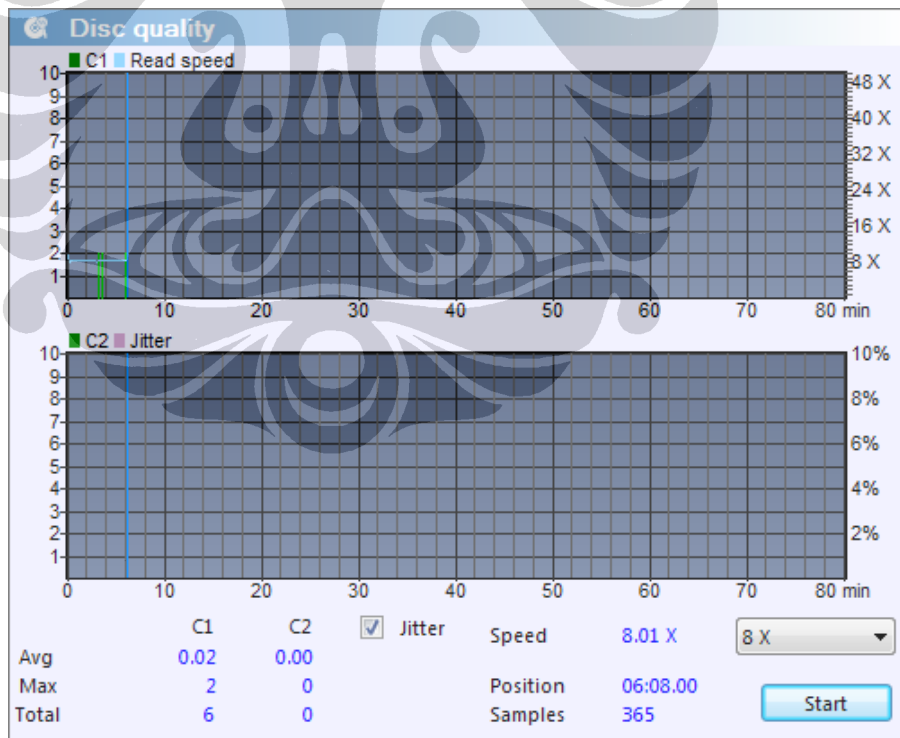 Disc quality
C1 Read speed
10
9
8
7
6
5
4
3
2
1
48 X
40 X
32 X
24 X
16 X
8 X
0 10 20 30 40 50 60 70 80 min
C2 Jitter
10
9
8
7
6
5
4
3
2
1
10%
8%
6%
4%
2%
0 10 20 30 40 50 60 70 80 min
C1 C2 Jitter Speed 8.01 X 8 X
Avg 0.02 0.00
Max 2 0 Position 06:08.00 Start
Total 6 0 Samples 365